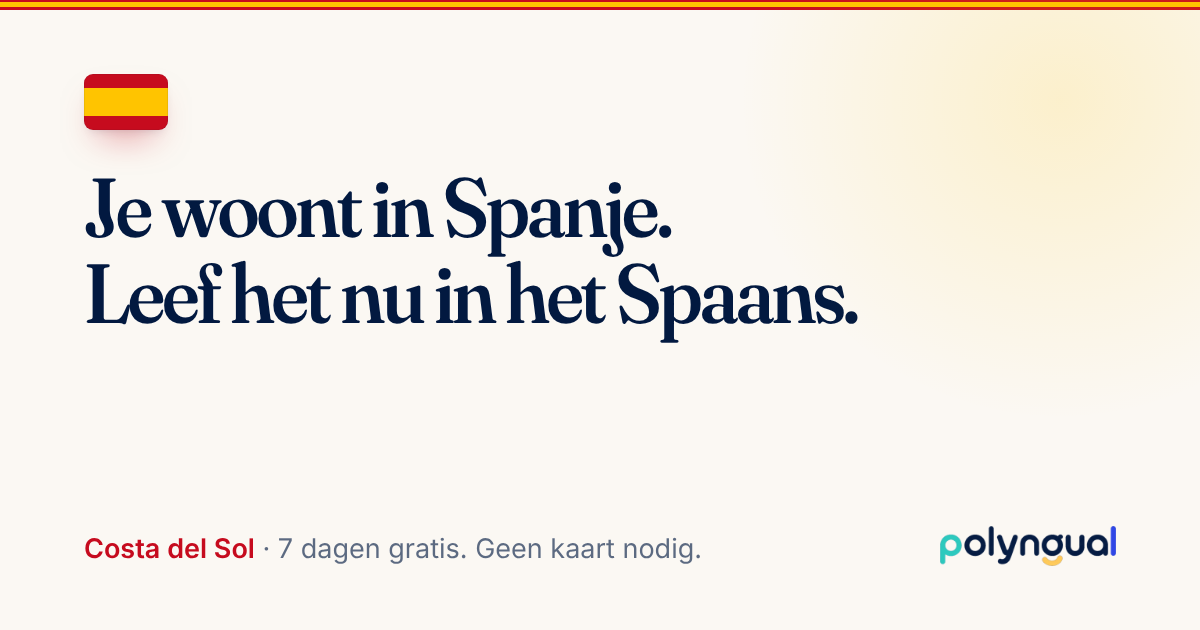 Je woont in Spanje.
Leef het nu in het Spaans.
Costa del Sol · 7 dagen gratis. Geen kaart nodig.
polyngual